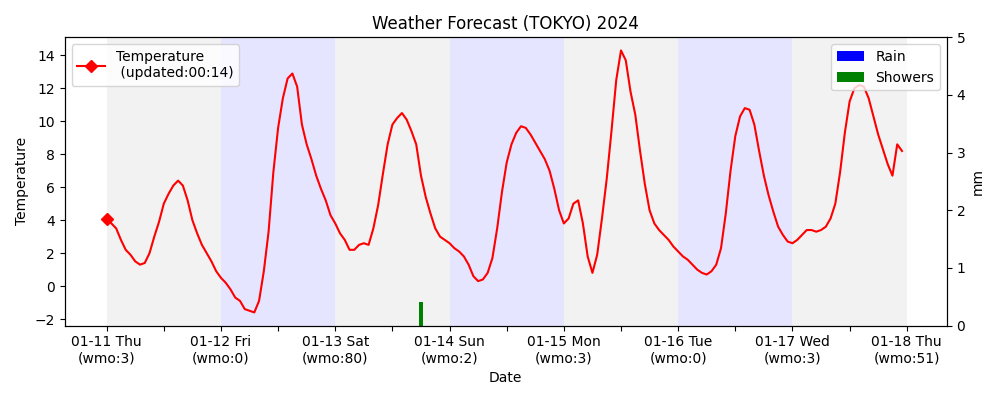 Weather Forecast (TOKYO) 2024
Temperature
(updated:00:14)
Rain
Showers
Temperature
14
12
10
8
6
4
2
0
−2
5
4
3
2
1
0
mm
01-11 Thu
(wmo:3)
01-12 Fri
(wmo:0)
01-13 Sat
(wmo:80)
01-14 Sun
(wmo:2)
01-15 Mon
(wmo:3)
01-16 Tue
(wmo:0)
01-17 Wed
(wmo:3)
01-18 Thu
(wmo:51)
Date